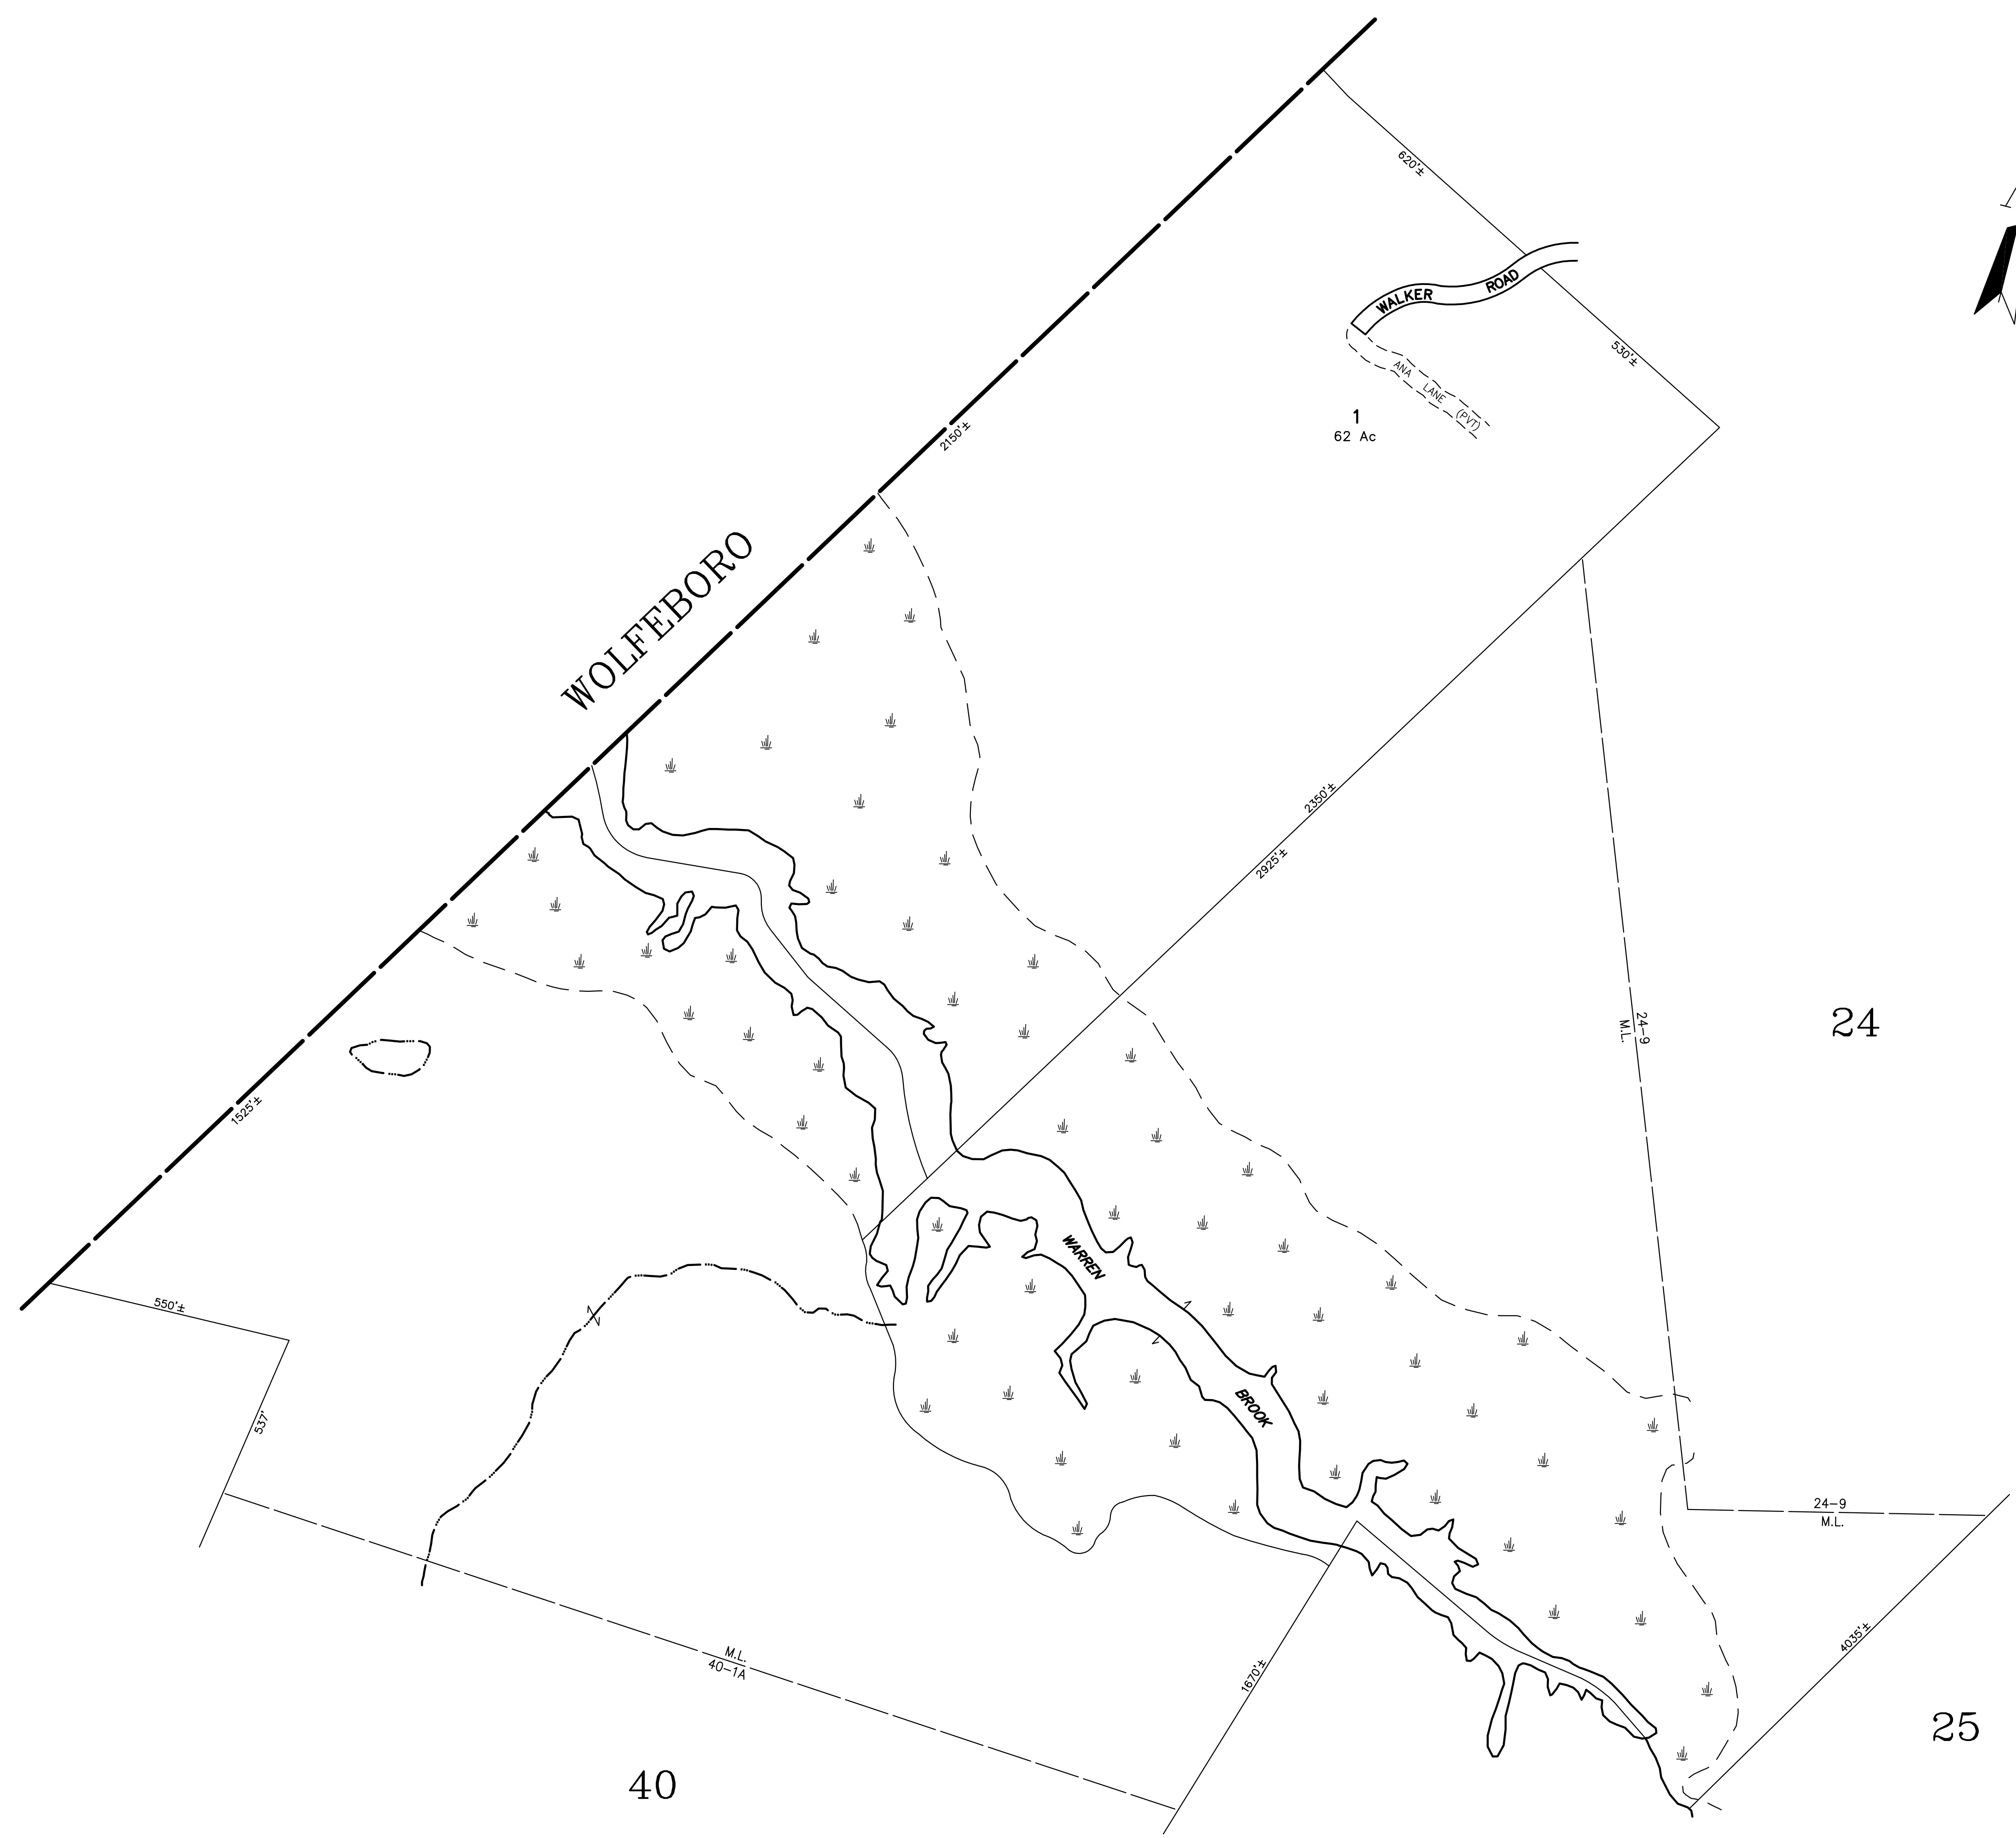 620'±
WALKER ROAD
530'±
ANA LANE (PVT)
1
62 Ac
2150'±
WOLFEBORO
2350'±
2925'±
24-9
M.L.
24
1525'±
WARREN
BROOK
550'±
537'
24-9
M.L.
M.L.
40-1A
1670'±
4035'±
25
40